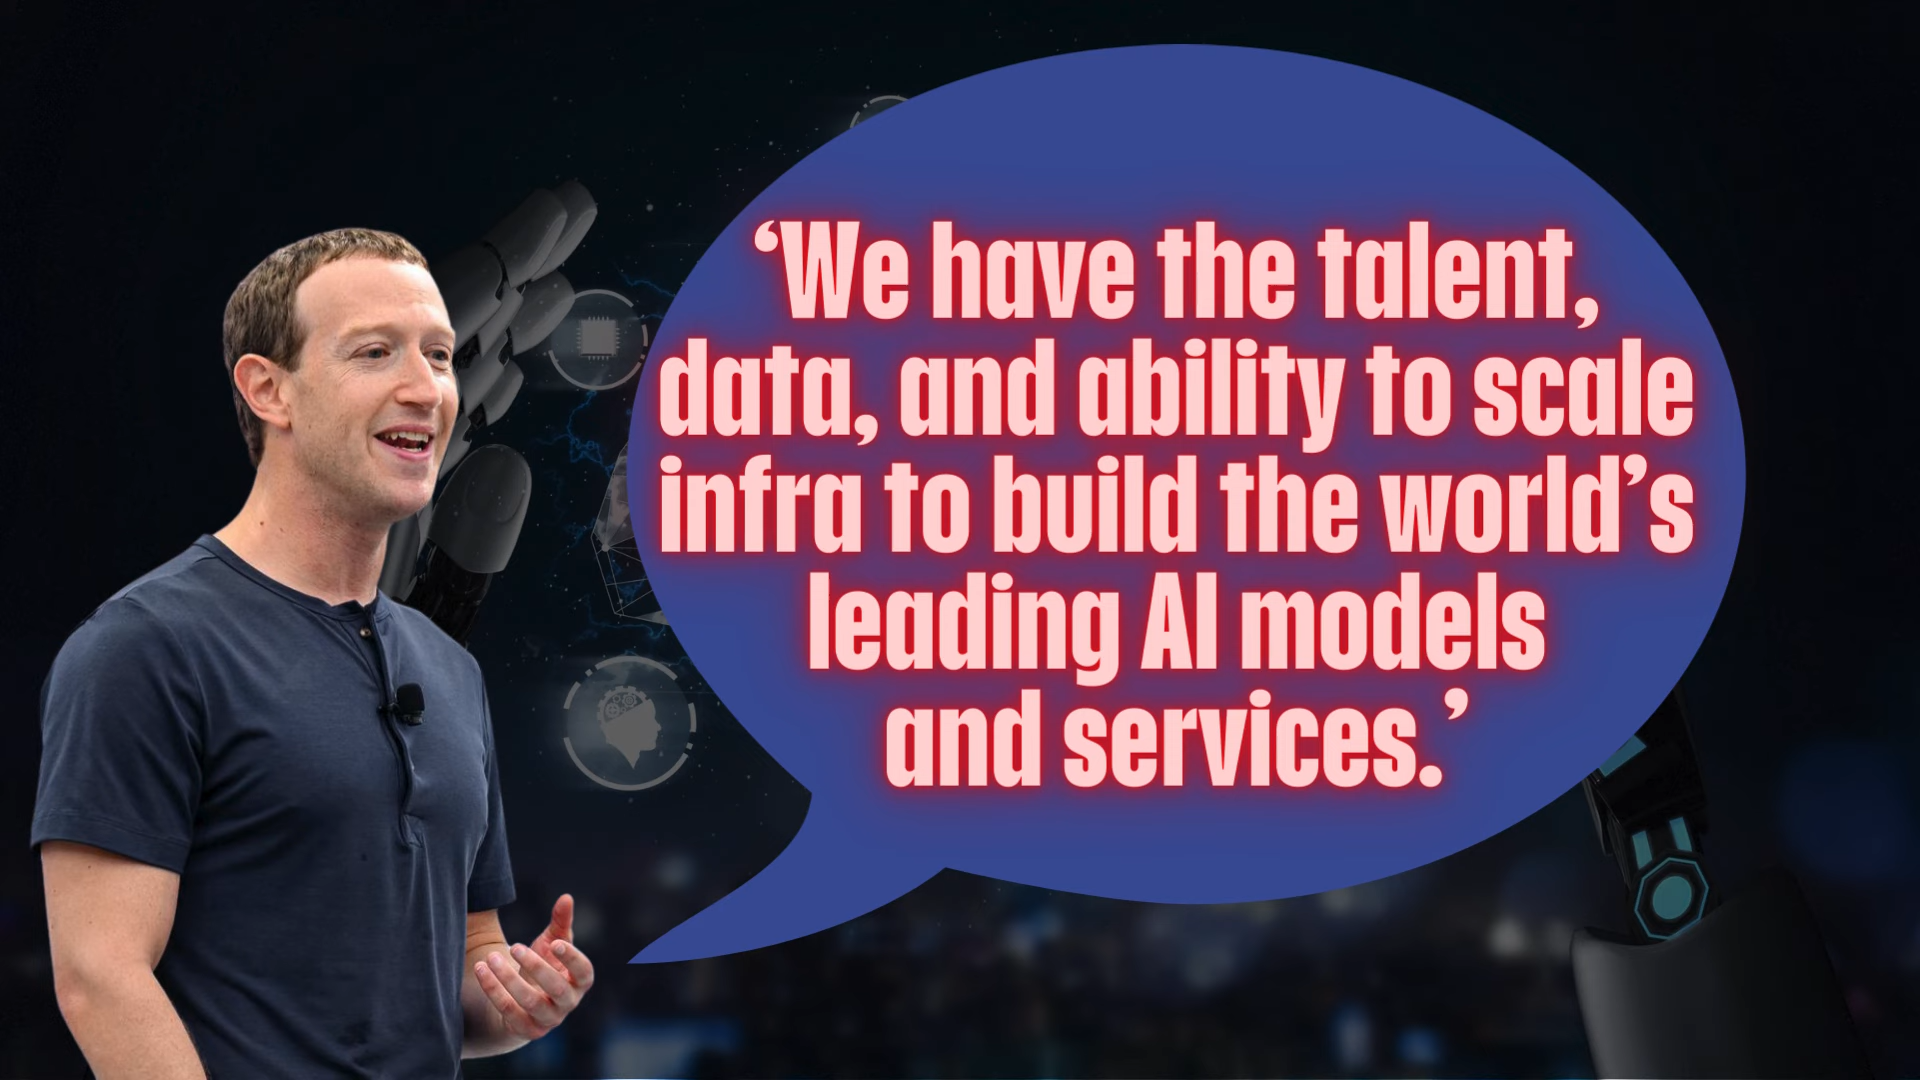 ‘We have the talent,
data, and ability to scale
infra to build the world’s
leading AI models
and services.’